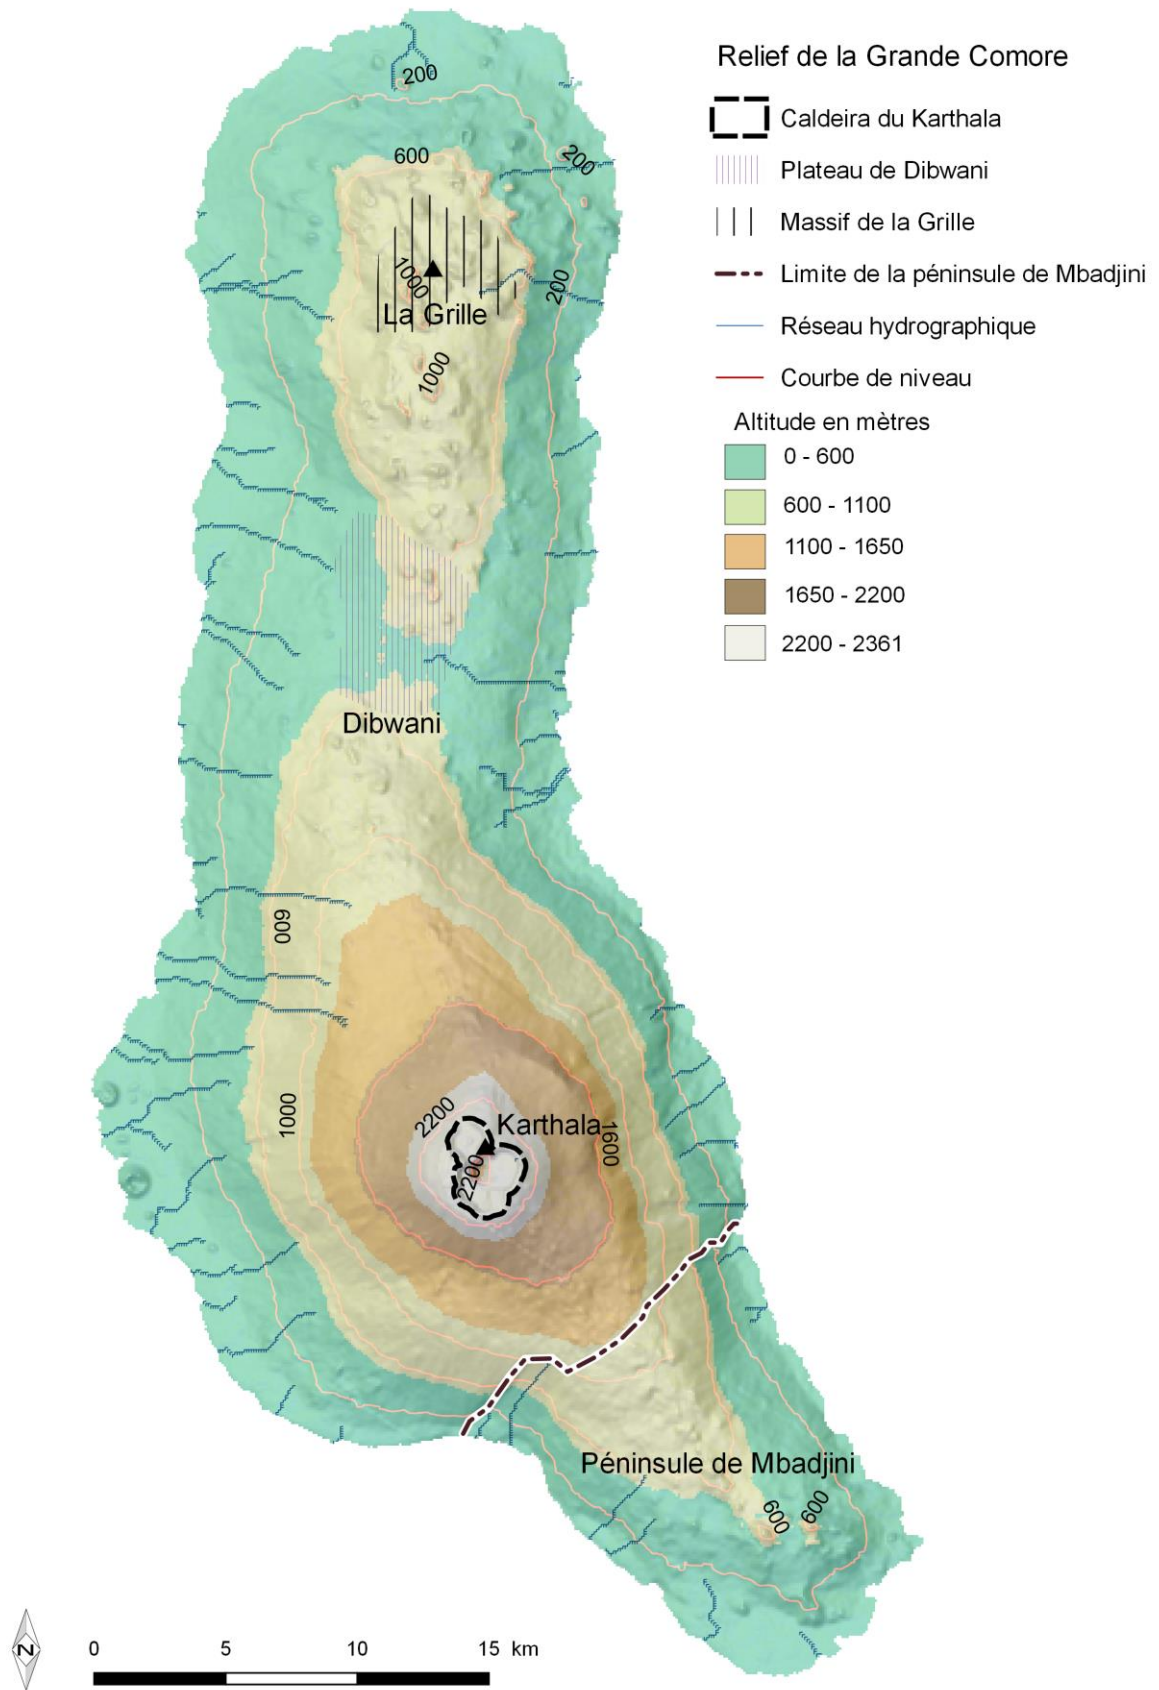 Relief de la Grande Comore
Caldeira du Karthala
Plateau de Dibwani
Massif de la Grille
Limite de la péninsule de Mbadjini
Réseau hydrographique
Courbe de niveau
Altitude en mètres
0 - 600
600 - 1100
1100 - 1650
1650 - 2200
2200 - 2361
200
600
200
1000
200
La Grille
1000
Dibwani
600
1000
2200
Karthala
1600
2200
Péninsule de Mbadjini
600
600
N
0 5 10 15 km